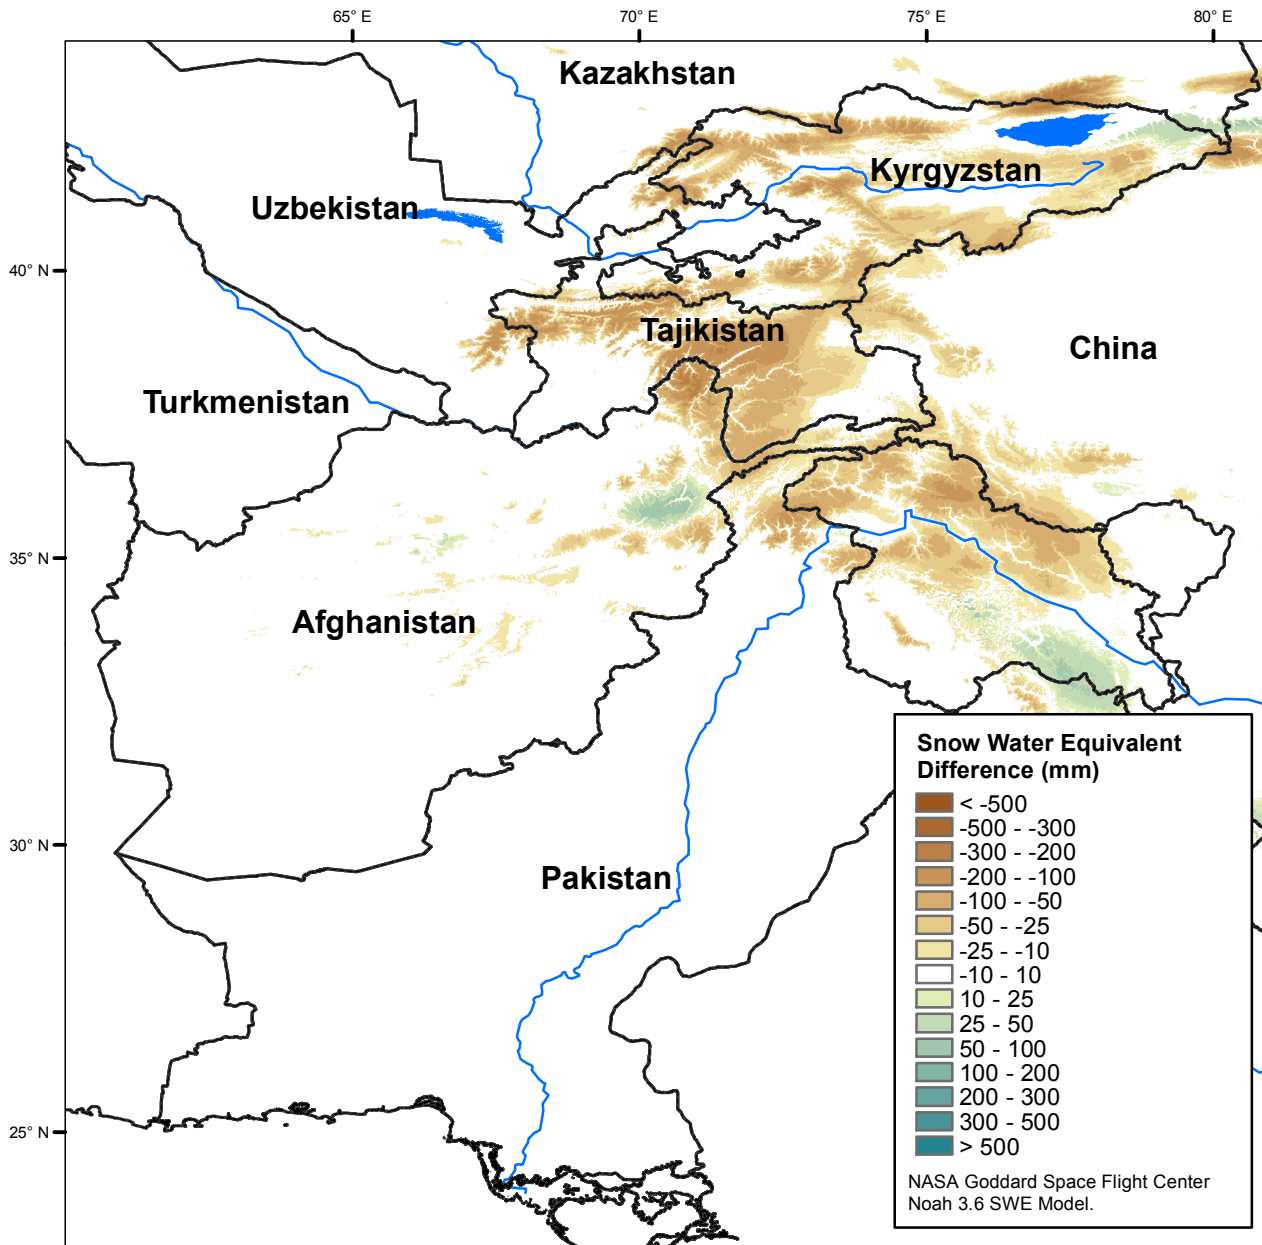 65° E
70° E
75° E
80° E
Kazakhstan
Kyrgyzstan
Uzbekistan
40° N
Tajikistan
China
Turkmenistan
35° N
Afghanistan
30° N
Pakistan
25° N
Snow Water Equivalent
Difference (mm)
< -500
-500 - -300
-300 - -200
-200 - -100
-100 - -50
-50 - -25
-25 - -10
-10 - 10
10 - 25
25 - 50
50 - 100
100 - 200
200 - 300
300 - 500
> 500
NASA Goddard Space Flight Center
Noah 3.6 SWE Model.